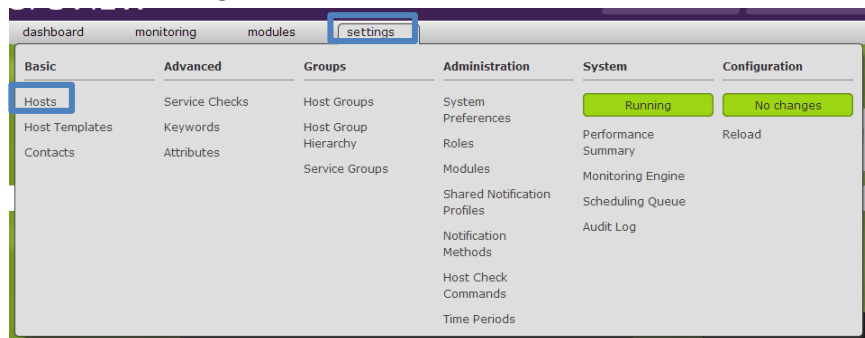 dashboard monitoring modules settings
Basic
Hosts
Host Templates
Contacts
Advanced
Service Checks
Keywords
Attributes
Groups
Host Groups
Host Group
Hierarchy
Service Groups
Administration
System
Preferences
Roles
Modules
Shared Notification
Profiles
Notification
Methods
Host Check
Commands
Time Periods
System
Running
Performance
Summary
Monitoring Engine
Scheduling Queue
Audit Log
Configuration
No changes
Reload